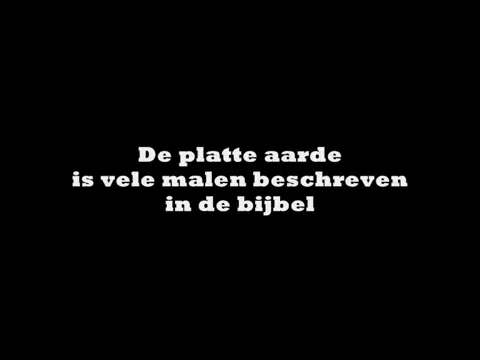 De platte aarde
is vele malen beschreven
in de bijbel